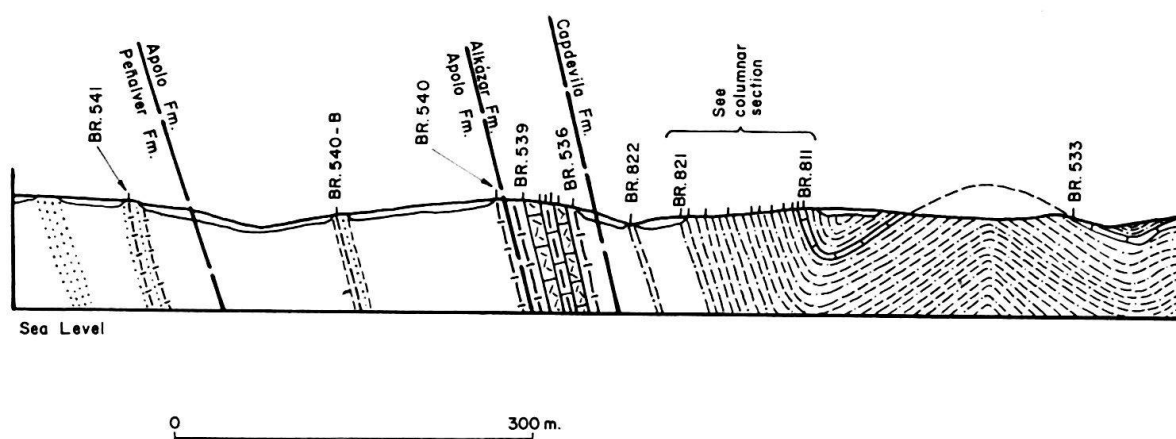 BR.541
Apolo Fm.
Peñalver Fm.
BR.540-B
BR.540
Alkázar Fm.
Apolo Fm.
BR.539
BR.536
Capdevila Fm.
BR.822
BR.821
See
columnar
section
BR.811
BR.533
Sea Level
0
300 m.